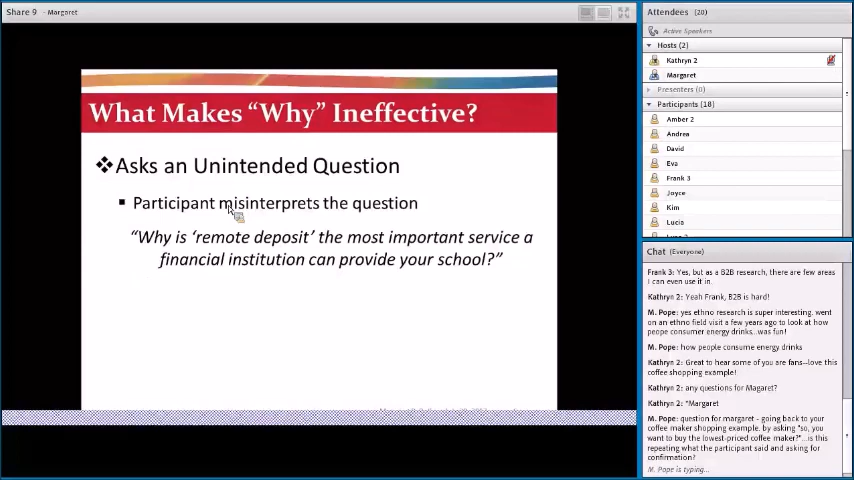 Share 9 - Margaret
What Makes “Why” Ineffective?
❖Asks an Unintended Question
▪ Participant misinterprets the question
“Why is ‘remote deposit’ the most important service a
financial institution can provide your school?”
Attendees (20)
Active Speakers
Hosts (2)
Kathryn 2
Margaret
Presenters (0)
Participants (18)
Amber 2
Andrea
David
Eva
Frank 3
Joyce
Kim
Lucia
Chat (Everyone)
Frank 3: Yes, but as a B2B research, there are few areas
I can even use it in.
Kathryn 2: Yeah Frank, B2B is hard!
M. Pope: yes ethno research is super interesting. went
on an ethno field visit a few years ago to look at how
peope consumer energy drinks...was fun!
M. Pope: how people consume energy drinks
Kathryn 2: Great to hear some of you are fans--love this
coffee shopping example!
Kathryn 2: any questions for Magaret?
Kathryn 2: *Margaret
M. Pope: question for margaret - going back to your
coffee maker shopping example. by asking "so, you
want to buy the lowest-priced coffee maker?"...is this
repeating what the participant said and asking for
confirmation?
M. Pope is typing...